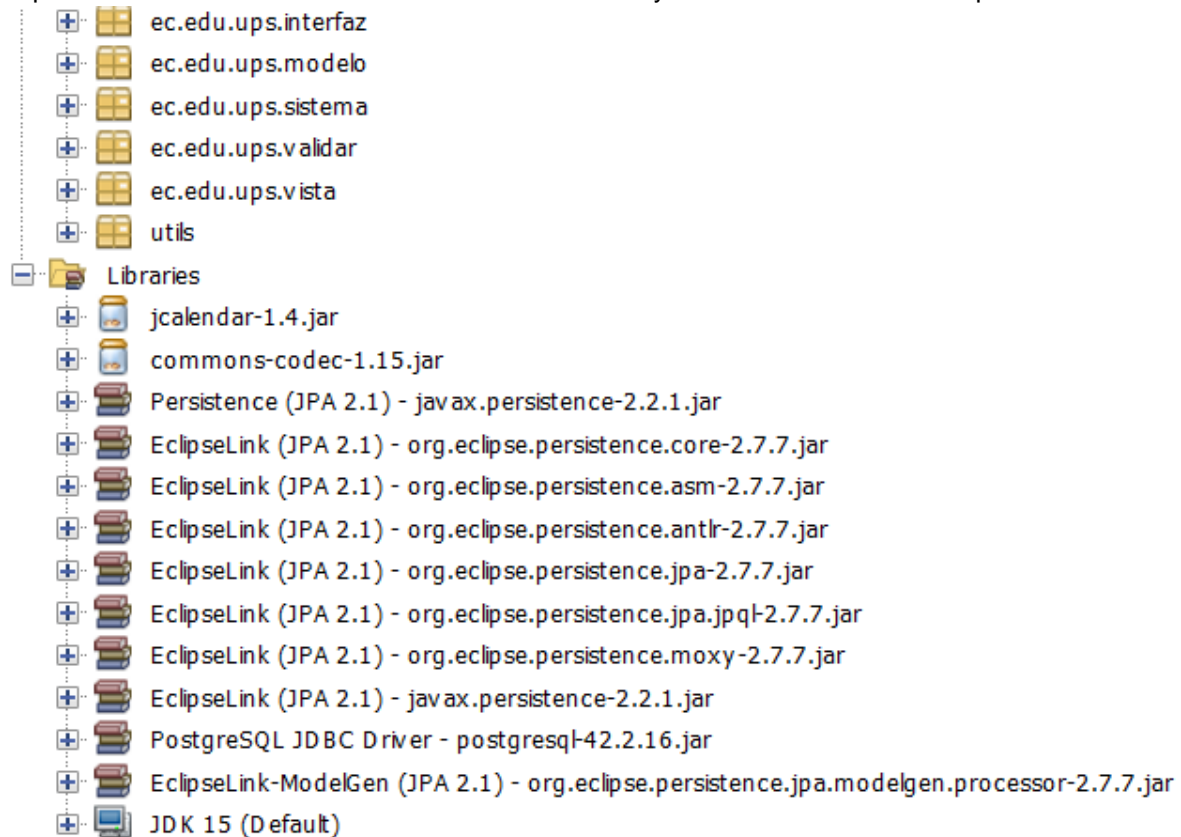 ec.edu.ups.interfaz
ec.edu.ups.modelo
ec.edu.ups.sistema
ec.edu.ups.validar
ec.edu.ups.vista
utils
Libraries
jcalendar-1.4.jar
commons-codec-1.15.jar
Persistence (JPA 2.1) - javax.persistence-2.2.1.jar
EclipseLink (JPA 2.1) - org.eclipse.persistence.core-2.7.7.jar
EclipseLink (JPA 2.1) - org.eclipse.persistence.asm-2.7.7.jar
EclipseLink (JPA 2.1) - org.eclipse.persistence.antlr-2.7.7.jar
EclipseLink (JPA 2.1) - org.eclipse.persistence.jpa-2.7.7.jar
EclipseLink (JPA 2.1) - org.eclipse.persistence.jpa.jpql-2.7.7.jar
EclipseLink (JPA 2.1) - org.eclipse.persistence.moxy-2.7.7.jar
EclipseLink (JPA 2.1) - javax.persistence-2.2.1.jar
PostgreSQL JDBC Driver - postgresql-42.2.16.jar
EclipseLink-ModelGen (JPA 2.1) - org.eclipse.persistence.jpa.modelgen.processor-2.7.7.jar
JDK 15 (Default)